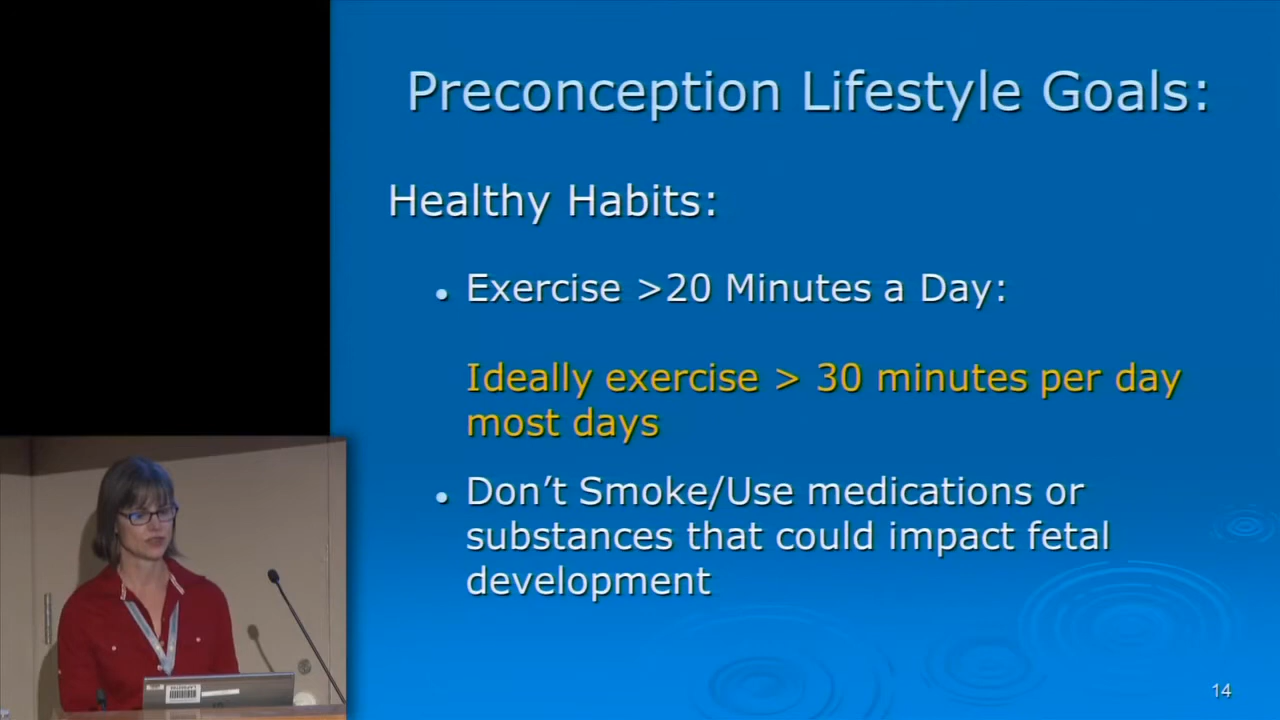 Preconception Lifestyle Goals:
Healthy Habits:
• Exercise >20 Minutes a Day:
Ideally exercise > 30 minutes per day
most days
• Don’t Smoke/Use medications or
substances that could impact fetal
development
14